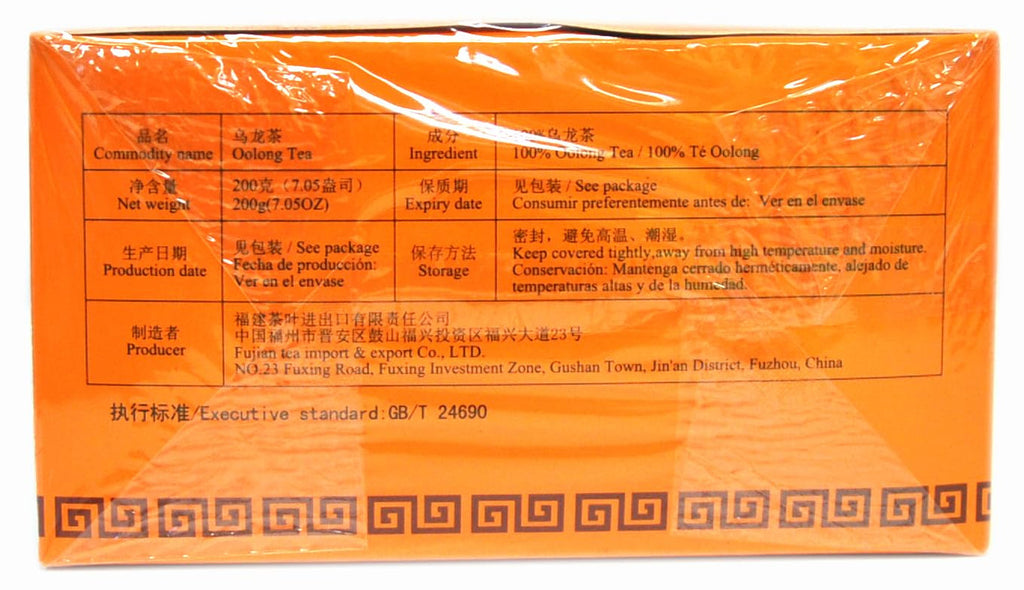 品名
Commodity name
乌龙茶
Oolong Tea
成分
Ingredient
100%乌龙茶
100% Oolong Tea / 100% Té Oolong
净含量
Net weight
200克（7.05盎司）
200g(7.05OZ)
保质期
Expiry date
见包装 / See package
Consumir preferentemente antes de: Ver en el envase
生产日期
Production date
见包装 / See package
Fecha de producción:
Ver en el envase
保存方法
Storage
密封，避免高温、潮湿。
Keep covered tightly,away from high temperature and moisture.
Conservación: Mantenga cerrado herméticamente, alejado de
temperaturas altas y de la humedad.
制造者
Producer
茶叶进出口有限责任公司
中国福州市晋安区鼓山福兴投资区福兴大道23号
Fujian tea import & export Co., LTD.
NO.23 Fuxing Road, Fuxing Investment Zone, Gushan Town, Jin'an District, Fuzhou, China
执行标准/Executive standard:GB/T 24690